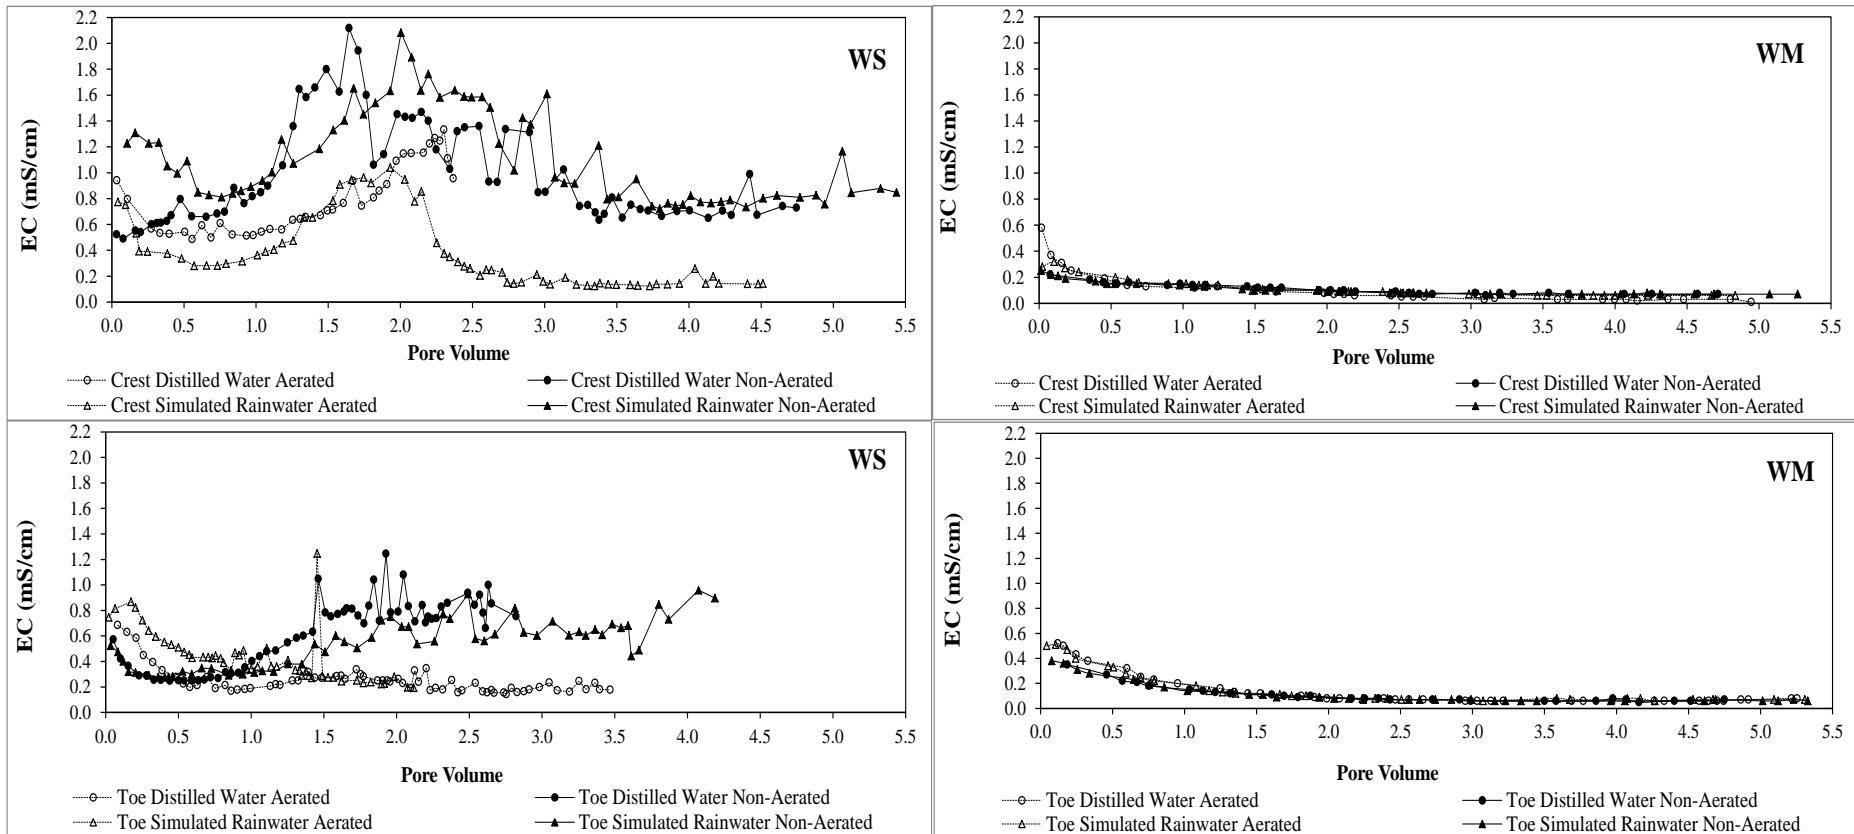 WS
EC (mS/cm)
2.2
2.0
1.8
1.6
1.4
1.2
1.0
0.8
0.6
0.4
0.2
0.0
0.0 0.5 1.0 1.5 2.0 2.5 3.0 3.5 4.0 4.5 5.0 5.5
Pore Volume
Crest Distilled Water Aerated Crest Distilled Water Non-Aerated
Crest Simulated Rainwater Aerated Crest Simulated Rainwater Non-Aerated
WM
EC (mS/cm)
2.2
2.0
1.8
1.6
1.4
1.2
1.0
0.8
0.6
0.4
0.2
0.0
0.0 0.5 1.0 1.5 2.0 2.5 3.0 3.5 4.0 4.5 5.0 5.5
Pore Volume
Crest Distilled Water Aerated Crest Distilled Water Non-Aerated
Crest Simulated Rainwater Aerated Crest Simulated Rainwater Non-Aerated
WS
EC (mS/cm)
2.2
2.0
1.8
1.6
1.4
1.2
1.0
0.8
0.6
0.4
0.2
0.0
0.0 0.5 1.0 1.5 2.0 2.5 3.0 3.5 4.0 4.5 5.0 5.5
Pore Volume
Toe Distilled Water Aerated Toe Distilled Water Non-Aerated
Toe Simulated Rainwater Aerated Toe Simulated Rainwater Non-Aerated
WM
EC (mS/cm)
2.2
2.0
1.8
1.6
1.4
1.2
1.0
0.8
0.6
0.4
0.2
0.0
0.0 0.5 1.0 1.5 2.0 2.5 3.0 3.5 4.0 4.5 5.0 5.5
Pore Volume
Toe Distilled Water Aerated Toe Distilled Water Non-Aerated
Toe Simulated Rainwater Aerated Toe Simulated Rainwater Non-Aerated